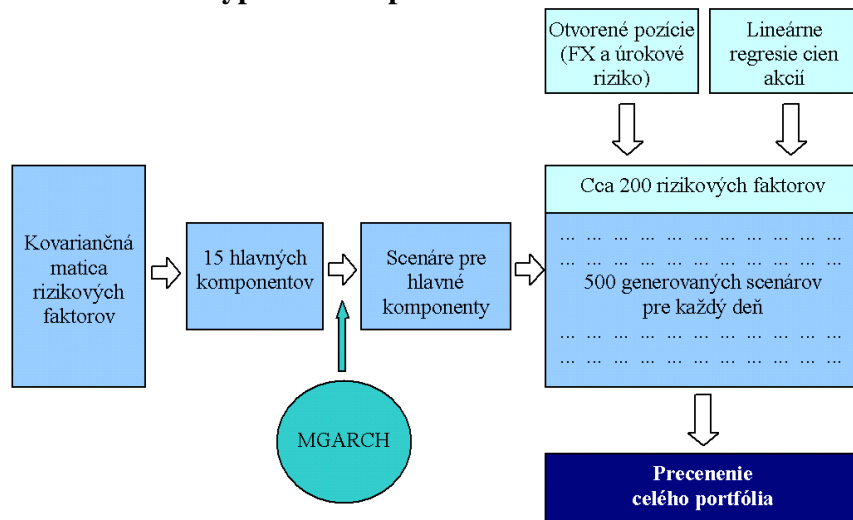 Otvorené pozície
(FX a úrokové
riziko)
Lineárne
regresie cien
akcií
Kovariančná
matica
rizikových
faktorov
15 hlavných
komponentov
Scenáre pre
hlavné
komponenty
Cca 200 rizikových faktorov
... ... ... ... ... ... ... ... ... ... ...
... ... ... ... ... ... ... ... ... ... ...
500 generovaných scenárov
pre každý deň
... ... ... ... ... ... ... ... ... ... ...
... ... ... ... ... ... ... ... ... ... ...
MGARCH
Precenenie
celého portfólia